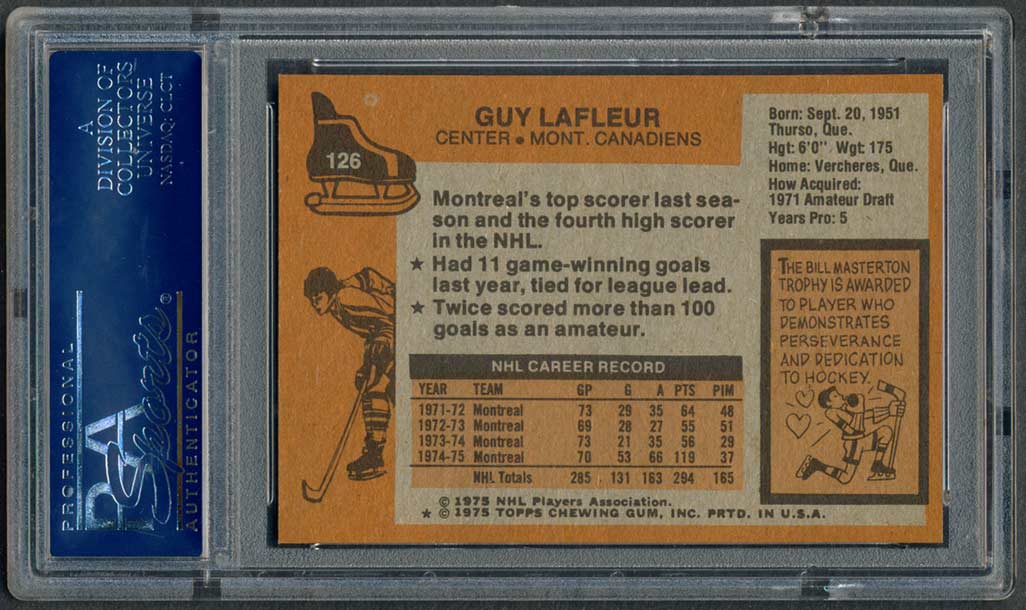 A
DIVISION OF
COLLECTORS
UNIVERSE
NASDAQ: CLCT
PROFESSIONAL
PSA
Sports ®
AUTHENTICATOR
126
GUY LAFLEUR
CENTER • MONT. CANADIENS
Montreal's top scorer last sea-
son and the fourth high scorer
in the NHL.
★ Had 11 game-winning goals
last year, tied for league lead.
★ Twice scored more than 100
goals as an amateur.
NHL CAREER RECORD
YEAR TEAM GP G A PTS PIM
1971-72 Montreal 73 29 35 64 48
1972-73 Montreal 69 28 27 55 51
1973-74 Montreal 73 21 35 56 29
1974-75 Montreal 70 53 66 119 37
NHL Totals 285 131 163 294 165
© 1975 NHL Players Association.
★ © 1975 TOPPS CHEWING GUM, INC. PRTD. IN U.S.A.
Born: Sept. 20, 1951
Thurso, Que.
Hgt: 6'0" Wgt: 175
Home: Vercheres, Que.
How Acquired:
1971 Amateur Draft
Years Pro: 5
THE BILL MASTERTON
TROPHY IS AWARDED
TO PLAYER WHO
DEMONSTRATES
PERSEVERANCE
AND DEDICATION
TO HOCKEY.